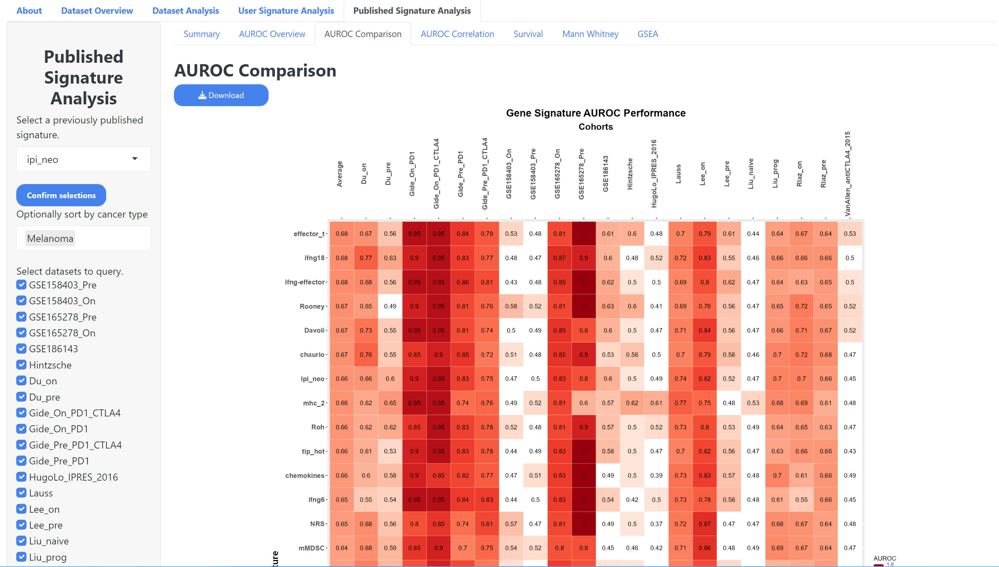 About Dataset Overview Dataset Analysis User Signature Analysis Published Signature Analysis
Published
Signature
Analysis
Select a previously published
signature.
ipi_neo
Confirm selections
Optionally sort by cancer type
Melanoma
Select datasets to query.
GSE158403_Pre
GSE158403_On
GSE165278_Pre
GSE165278_On
GSE186143
Hintzsche
Du_on
Du_pre
Gide_On_PD1_CTLA4
Gide_On_PD1
Gide_Pre_PD1_CTLA4
Gide_Pre_PD1
HugoLo_IPRES_2016
Lauss
Lee_on
Lee_pre
Liu_naive
Liu_prog
Summary AUROC Overview AUROC Comparison AUROC Correlation Survival Mann Whitney GSEA
AUROC Comparison
Download
Gene Signature AUROC Performance
Cohorts
Average Du_on Du_pre Gide_On_PD1 Gide_On_PD1_CTLA4 Gide_Pre_PD1 Gide_Pre_PD1_CTLA4 GSE158403_On GSE158403_Pre GSE165278_On GSE165278_Pre GSE186143 Hintzsche HugoLo_IPRES_2016 Lauss Lee_on Lee_pre Liu_naive Liu_prog Riaz_on Riaz_pre VanAllen_antiCTLA4_2015
effector_t 0.68 0.67 0.56 0.95 0.95 0.84 0.78 0.53 0.48 0.81 1 0.61 0.6 0.48 0.7 0.79 0.61 0.44 0.64 0.67 0.64 0.53
ifng18 0.68 0.77 0.63 0.9 0.95 0.83 0.77 0.48 0.47 0.87 0.9 0.6 0.48 0.52 0.72 0.83 0.55 0.46 0.66 0.66 0.66 0.5
ifng-effector 0.68 0.68 0.56 0.95 0.95 0.86 0.81 0.43 0.48 0.85 1 0.62 0.5 0.5 0.69 0.8 0.62 0.47 0.64 0.63 0.65 0.5
Rooney 0.67 0.65 0.49 0.9 0.95 0.81 0.76 0.58 0.52 0.81 1 0.63 0.6 0.41 0.69 0.76 0.56 0.47 0.65 0.72 0.65 0.52
Davoli 0.67 0.73 0.55 0.95 0.95 0.81 0.74 0.5 0.49 0.85 0.8 0.6 0.5 0.47 0.71 0.84 0.56 0.47 0.66 0.71 0.67 0.52
chaurio 0.67 0.76 0.55 0.85 0.9 0.85 0.72 0.51 0.48 0.85 0.9 0.53 0.56 0.5 0.7 0.79 0.58 0.46 0.7 0.72 0.68 0.47
ipi_neo 0.66 0.66 0.6 0.9 0.95 0.83 0.75 0.47 0.5 0.83 0.8 0.6 0.5 0.49 0.74 0.82 0.52 0.47 0.7 0.7 0.66 0.45
mhc_2 0.66 0.62 0.65 0.95 0.95 0.74 0.76 0.49 0.52 0.81 0.6 0.57 0.62 0.61 0.77 0.75 0.48 0.53 0.68 0.69 0.61 0.48
Roh 0.66 0.62 0.62 0.85 0.95 0.83 0.78 0.52 0.48 0.81 0.9 0.57 0.5 0.52 0.73 0.8 0.53 0.49 0.64 0.65 0.63 0.47
tip_hot 0.66 0.61 0.53 0.9 0.95 0.83 0.78 0.44 0.49 0.83 1 0.58 0.5 0.47 0.7 0.82 0.56 0.47 0.63 0.66 0.66 0.43
chemokines 0.66 0.6 0.58 0.9 0.85 0.82 0.77 0.47 0.51 0.83 1 0.49 0.5 0.39 0.73 0.83 0.57 0.48 0.7 0.61 0.66 0.49
ifng6 0.65 0.55 0.54 0.95 0.95 0.84 0.83 0.44 0.5 0.83 1 0.54 0.42 0.5 0.73 0.78 0.58 0.48 0.61 0.55 0.66 0.45
NRS 0.65 0.68 0.56 0.8 0.85 0.74 0.81 0.57 0.47 0.81 1 0.49 0.5 0.37 0.72 0.87 0.47 0.47 0.68 0.67 0.64 0.48
mMDSC 0.64 0.68 0.59 0.85 0.9 0.7 0.75 0.54 0.52 0.8 0.8 0.45 0.46 0.42 0.71 0.86 0.48 0.49 0.69 0.67 0.64 0.47
ture
AUROC
1.0